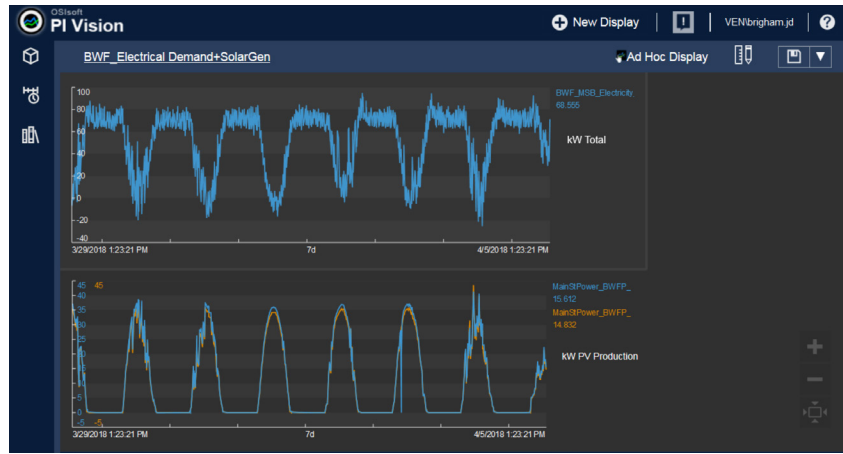 OSIsoft
PI Vision
New Display
VEN\brigham.jd
BWF_Electrical Demand+SolarGen
Ad Hoc Display
100
80
60
40
20
0
-20
-40
3/29/2018 1:23:21 PM
7d
4/5/2018 1:23:21 PM
BWF_MSB_Electricity
68.555
kW Total
45 45
40
35
30
25
20
15
10
5
0
-5 -5
3/29/2018 1:23:21 PM
7d
4/5/2018 1:23:21 PM
MainStPower_BWFP_
15.612
MainStPower_BWFP_
14.832
kW PV Production